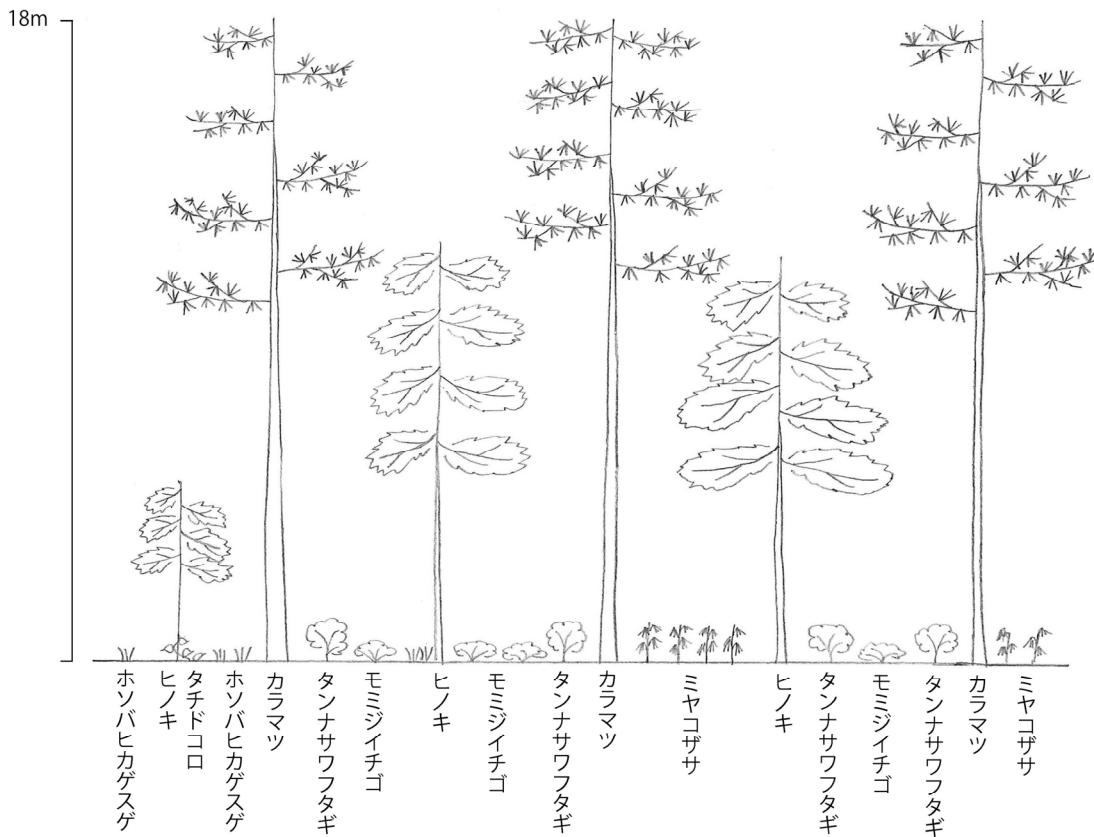 18m
ホソバヒカゲスゲ
ヒノキ
タチドコロ
ホソバヒカゲスゲ
カラマツ
タンナサワフタギ
モミジイチゴ
ヒノキ
モミジイチゴ
タンナサワフタギ
カラマツ
ミヤコザサ
ヒノキ
タンナサワフタギ
モミジイチゴ
タンナサワフタギ
カラマツ
ミヤコザサ